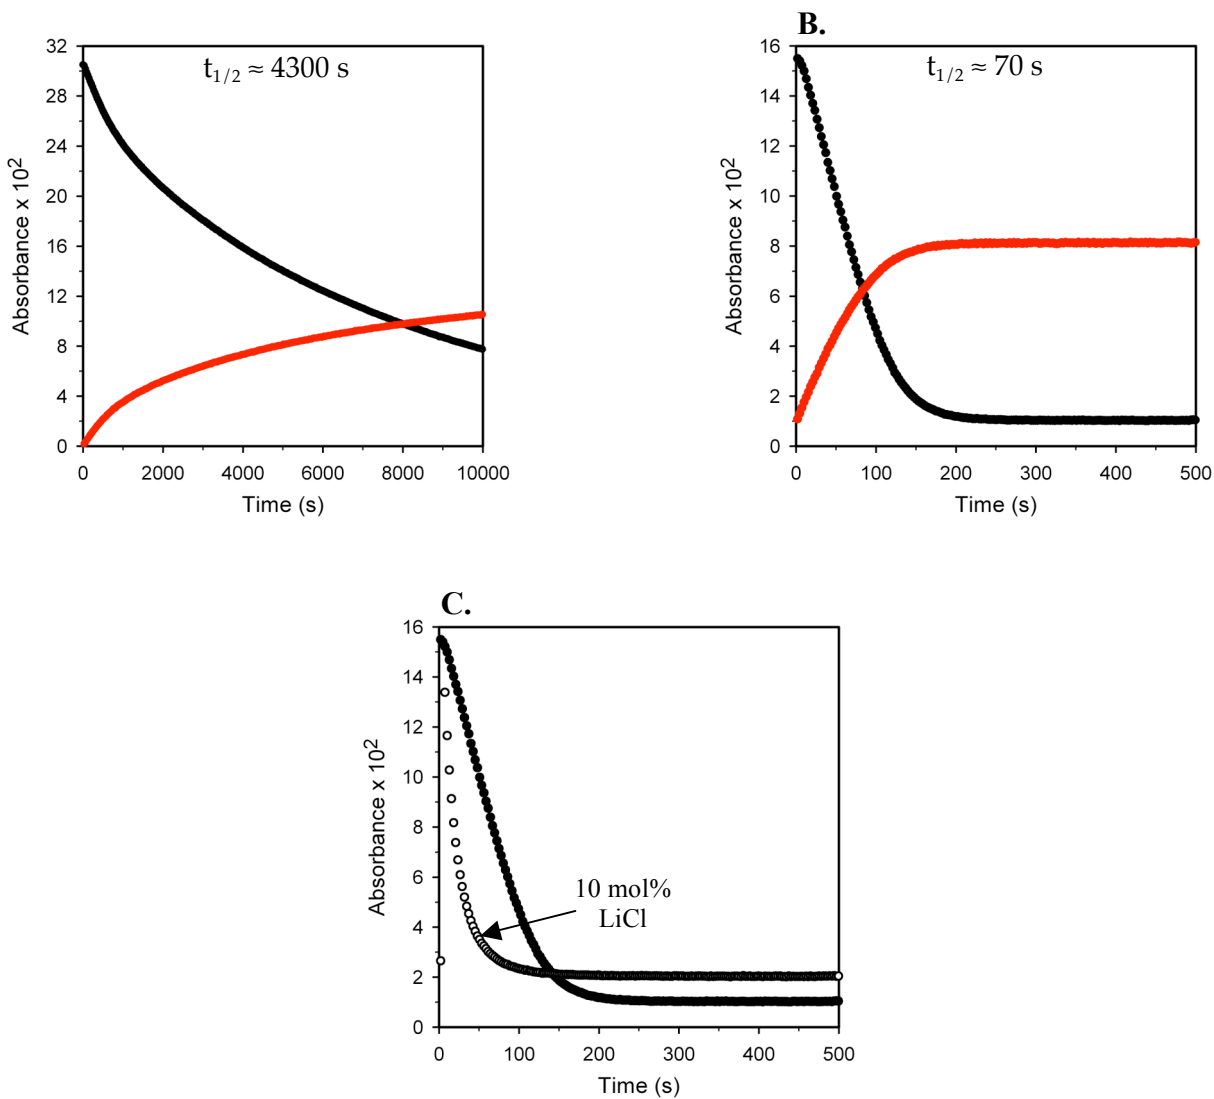 t1/2 ≈ 4300 s
Absorbance x 10²
32
28
24
20
16
12
8
4
0
0 2000 4000 6000 8000 10000
Time (s)
B.
t1/2 ≈ 70 s
Absorbance x 10²
16
14
12
10
8
6
4
2
0
0 100 200 300 400 500
Time (s)
C.
Absorbance x 10²
16
14
12
10
8
6
4
2
0
10 mol%
LiCl
0 100 200 300 400 500
Time (s)